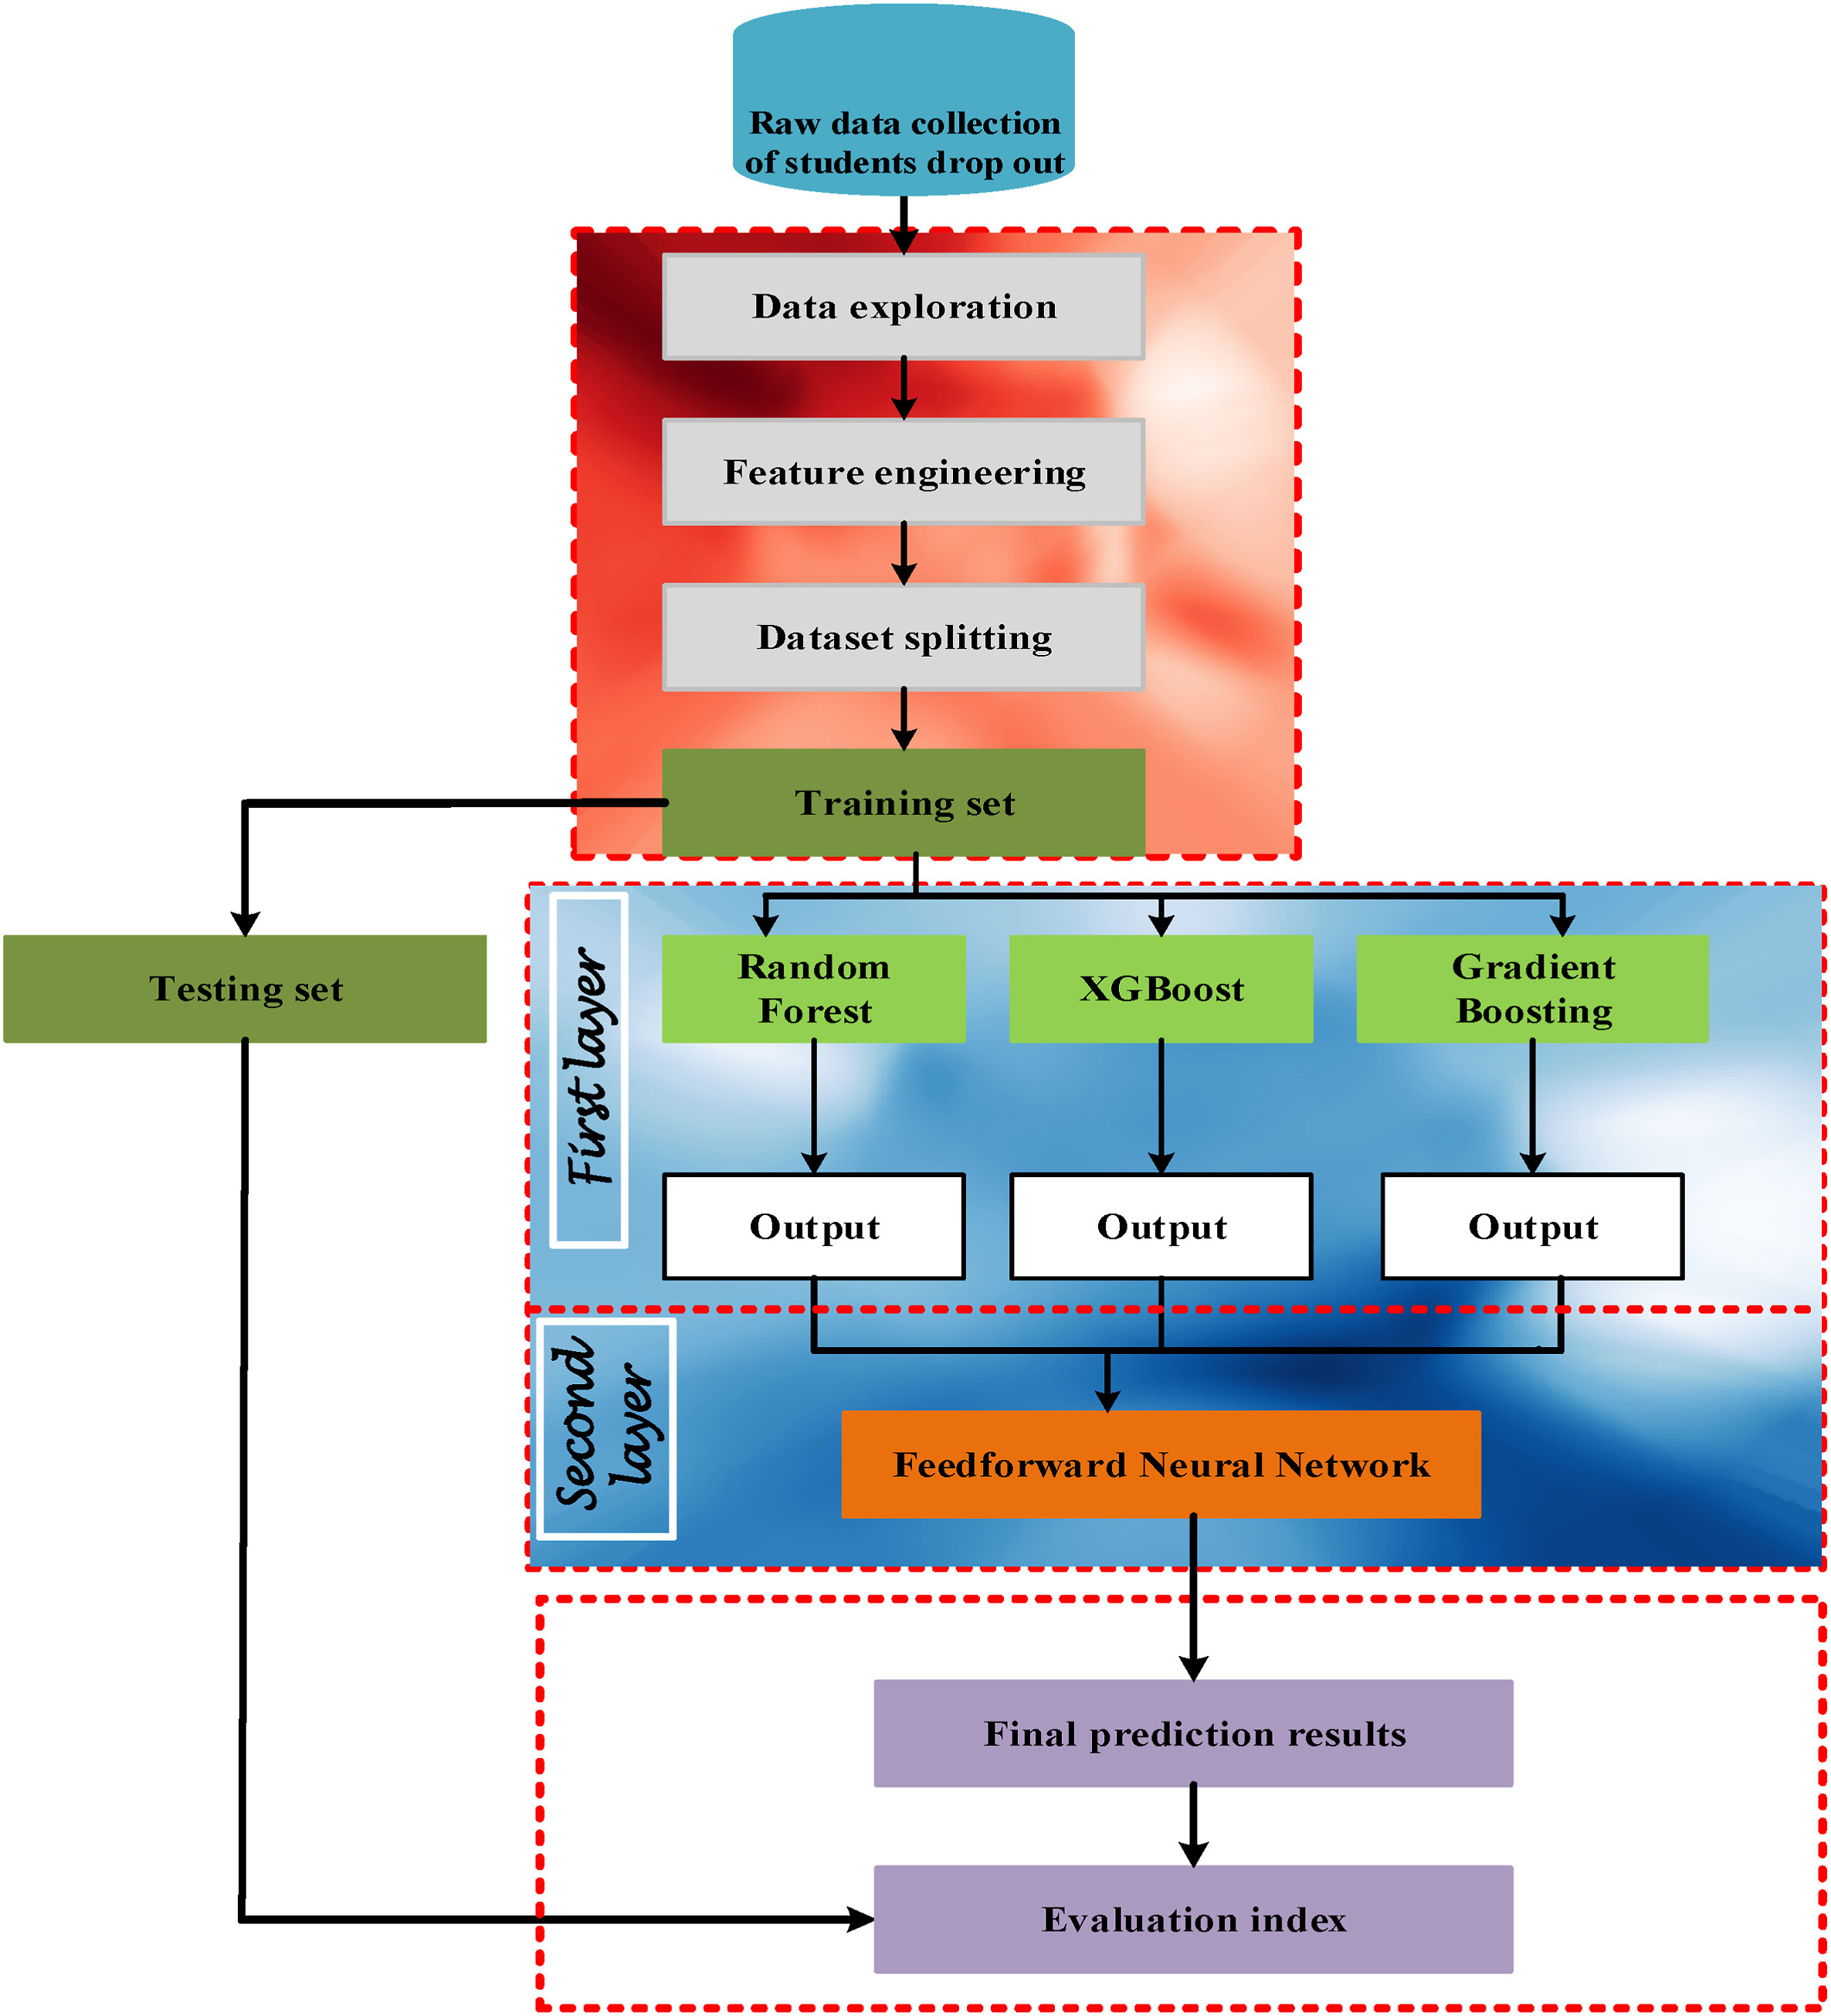 Raw data collection
of students drop out
Data exploration
Feature engineering
Dataset splitting
Training set
Testing set
First layer
Random
Forest
XGBoost
Gradient
Boosting
Output
Output
Output
Second
layer
Feedforward Neural Network
Final prediction results
Evaluation index